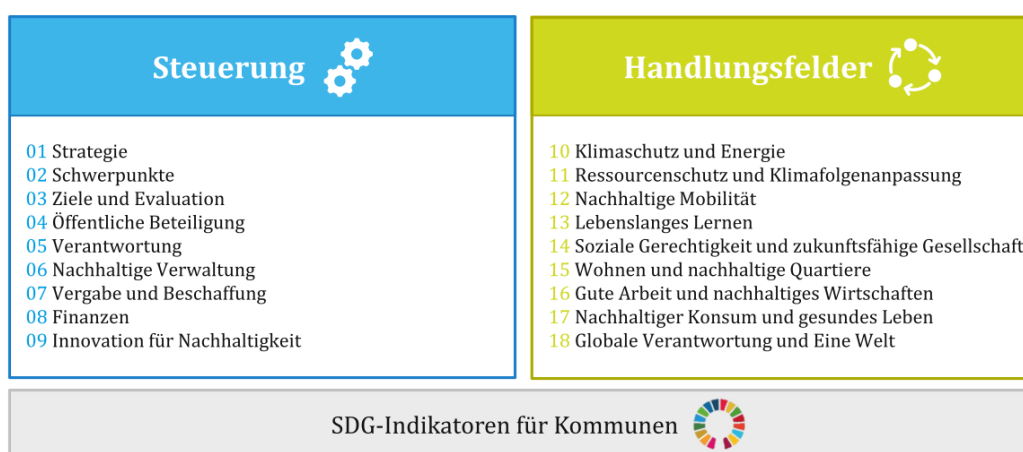 Steuerung
01 Strategie
02 Schwerpunkte
03 Ziele und Evaluation
04 Öffentliche Beteiligung
05 Verantwortung
06 Nachhaltige Verwaltung
07 Vergabe und Beschaffung
08 Finanzen
09 Innovation für Nachhaltigkeit
Handlungsfelder
10 Klimaschutz und Energie
11 Ressourcenschutz und Klimafolgenanpassung
12 Nachhaltige Mobilität
13 Lebenslanges Lernen
14 Soziale Gerechtigkeit und zukunftsfähige Gesellschaft
15 Wohnen und nachhaltige Quartiere
16 Gute Arbeit und nachhaltiges Wirtschaften
17 Nachhaltiger Konsum und gesundes Leben
18 Globale Verantwortung und Eine Welt
SDG-Indikatoren für Kommunen